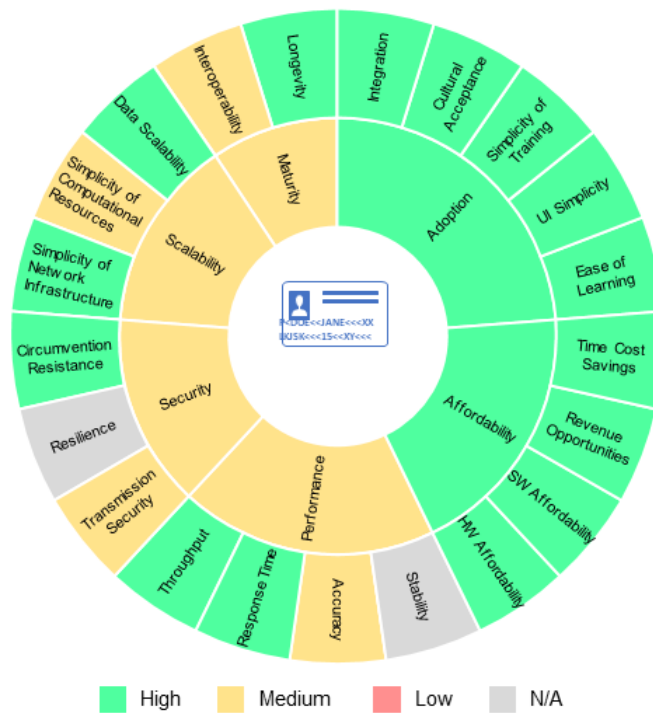 Integration
Cultural
Acceptance
Simplicity of
Training
UI Simplicity
Ease of
Learning
Time Cost
Savings
Revenue
Opportunities
SW Affordability
HW Affordability
Stability
Accuracy
Response Time
Throughput
Transmission
Security
Resilience
Circumvention
Resistance
Simplicity of
Network
Infrastructure
Simplicity of
Computational
Resources
Data Scalability
Interoperability
Longevity
Adoption
Affordability
Performance
Security
Scalability
Maturity
P<DOE<<JANE<<<XX
LKJSK<<<15<<XY<<<
High
Medium
Low
N/A